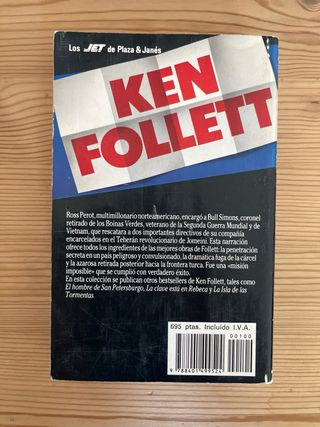 Los JET de Plaza & Janés
KEN
FOLLETT
Ross Perot, multimillonario norteamericano, encargó a Bull Simons, coronel
retirado de los Boinas Verdes, veterano de la Segunda Guerra Mundial y de
Vietnam, que rescatara a dos importantes directivos de su compañía
encarcelados en el Teherán revolucionario de Jomeini. Esta narración
ofrece todos los ingredientes de las mejores obras de Follett: la penetración
secreta en un país peligroso y convulsionado, la dramática fuga de la cárcel
y la azarosa retirada posterior hacia la frontera turca. Fue una «misión
imposible» que se cumplió con verdadero éxito.
En esta colección se publican otros bestsellers de Ken Follett, tales como
El hombre de San Petersburgo, La clave está en Rebeca y La Isla de las
Tormentas.
695 ptas. Incluido I.V.A.
00100
9 788401 499524